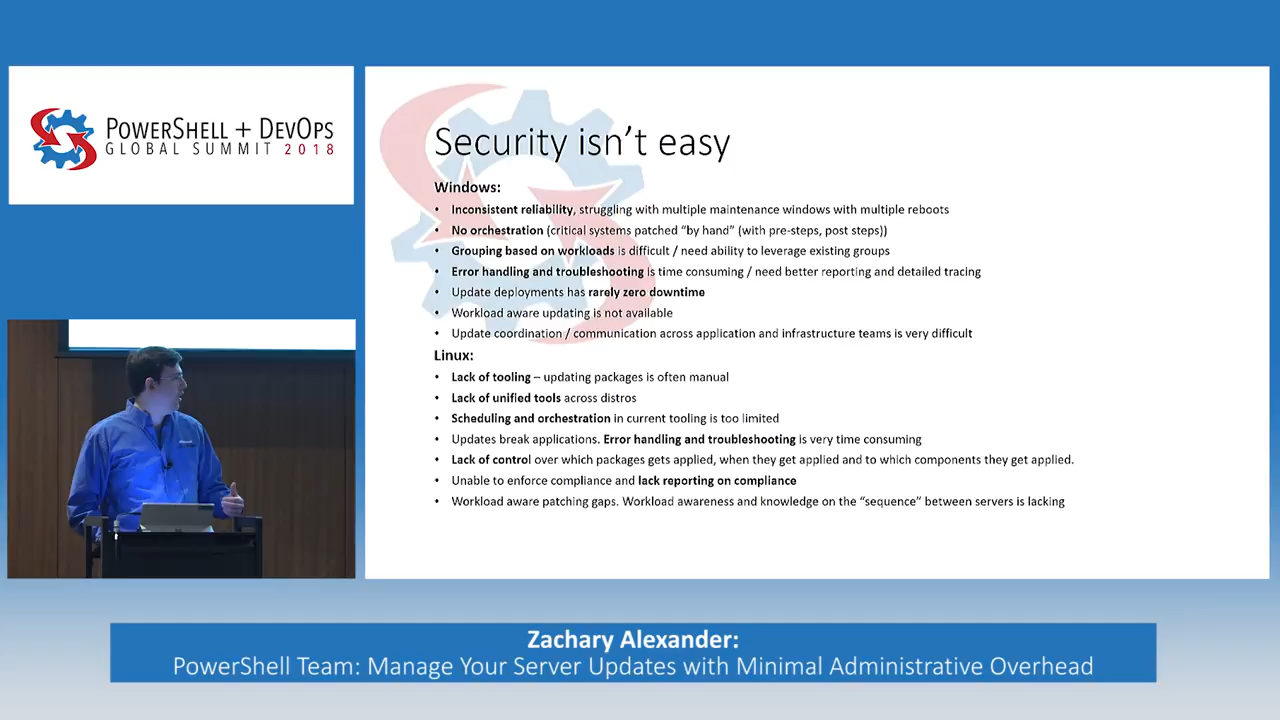 POWERSHELL + DEVOPS
GLOBAL SUMMIT 2018
Security isn't easy
Windows:
• Inconsistent reliability, struggling with multiple maintenance windows with multiple reboots
• No orchestration (critical systems patched “by hand” (with pre-steps, post steps))
• Grouping based on workloads is difficult / need ability to leverage existing groups
• Error handling and troubleshooting is time consuming / need better reporting and detailed tracing
• Update deployments has rarely zero downtime
• Workload aware updating is not available
• Update coordination / communication across application and infrastructure teams is very difficult
Linux:
• Lack of tooling – updating packages is often manual
• Lack of unified tools across distros
• Scheduling and orchestration in current tooling is too limited
• Updates break applications. Error handling and troubleshooting is very time consuming
• Lack of control over which packages gets applied, when they get applied and to which components they get applied.
• Unable to enforce compliance and lack reporting on compliance
• Workload aware patching gaps. Workload awareness and knowledge on the “sequence” between servers is lacking
Zachary Alexander:
PowerShell Team: Manage Your Server Updates with Minimal Administrative Overhead